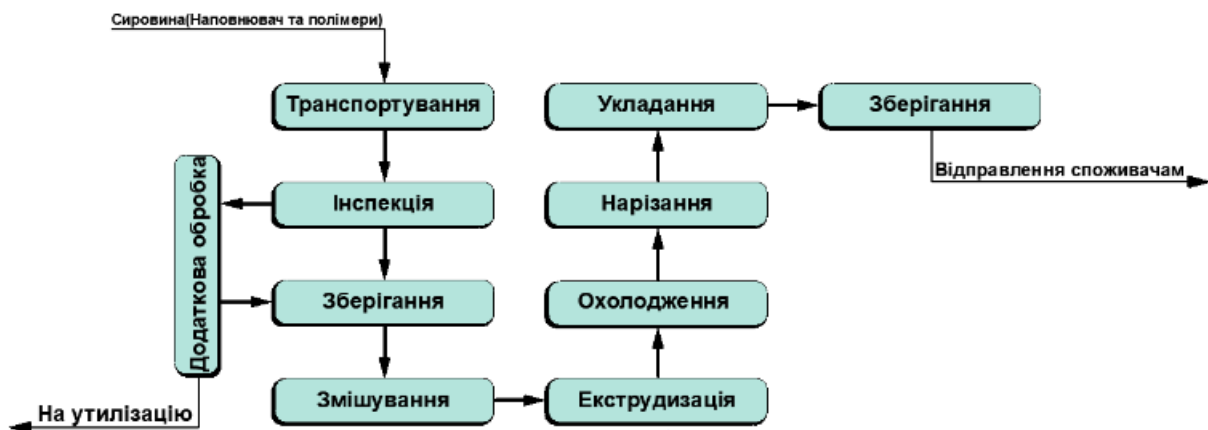 Сировина(Наповнювач та полімери)
Транспортування
Інспекція
Додаткова обробка
Зберігання
Змішування
На утилізацію
Екструдизація
Охолодження
Нарізання
Укладання
Зберігання
Відправлення споживачам